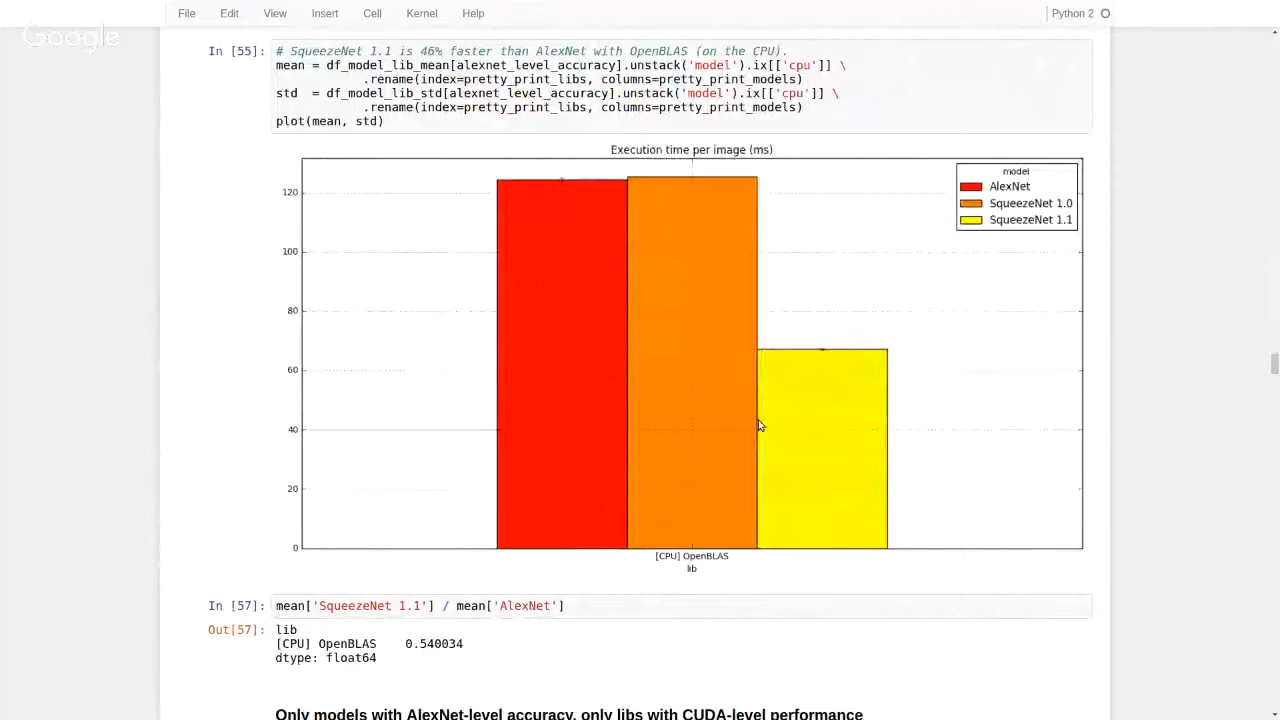 File Edit View Insert Cell Kernel Help Python 2
Google
In [55]: # SqueezeNet 1.1 is 46% faster than AlexNet with OpenBLAS (on the CPU).
mean = df_model_lib_mean[alexnet_level_accuracy].unstack('model').ix[['cpu']] \
.rename(index=pretty_print_libs, columns=pretty_print_models)
std = df_model_lib_std[alexnet_level_accuracy].unstack('model').ix[['cpu']] \
.rename(index=pretty_print_libs, columns=pretty_print_models)
plot(mean, std)
Execution time per image (ms)
model
AlexNet
SqueezeNet 1.0
SqueezeNet 1.1
120
100
80
60
40
20
0
[CPU] OpenBLAS
lib
In [57]: mean['SqueezeNet 1.1'] / mean['AlexNet']
Out[57]: lib
[CPU] OpenBLAS 0.540034
dtype: float64
Only models with AlexNet-level accuracy, only libs with CUDA-level performance